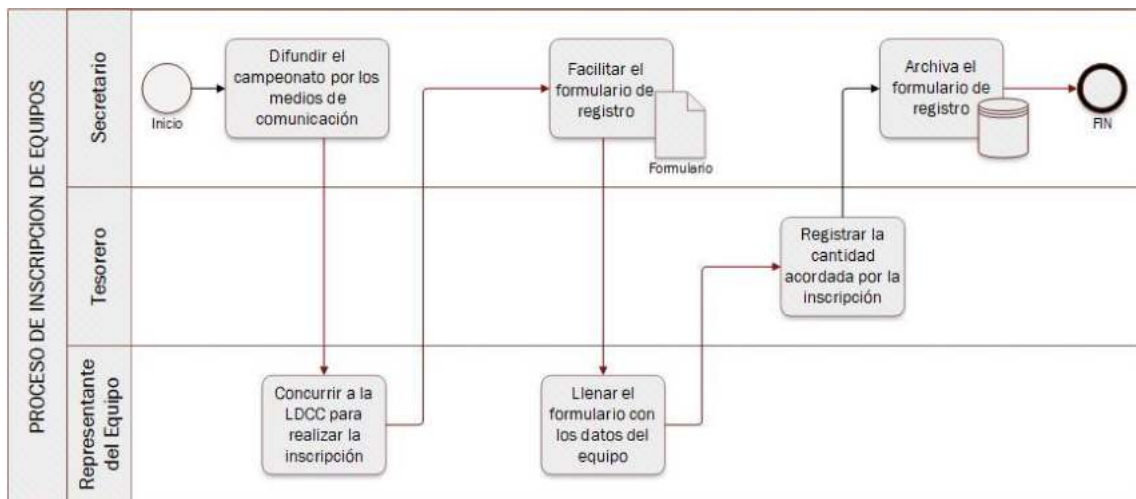 PROCESO DE INSCRIPCION DE EQUIPOS
Secretario
Inicio
Difundir el
campeonato por los
medios de
comunicación
Facilitar el
formulario de
registro
Formulario
Archiva el
formulario de
registro
FIN
Tesorero
Registrar la
cantidad
acordada por la
inscripción
Representante
del Equipo
Concurrir a la
LDCC para
realizar la
inscripción
Llenar el
formulario con
los datos del
equipo